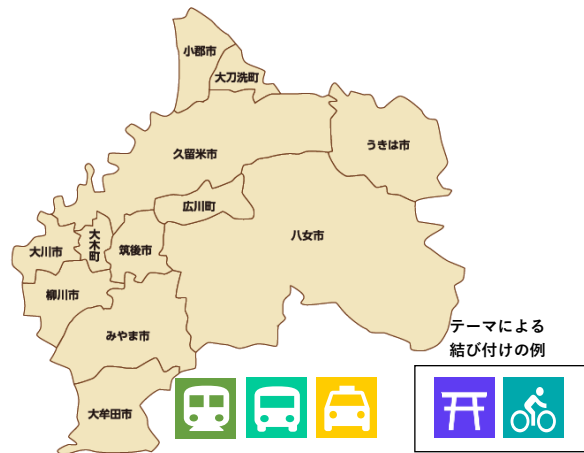 小郡市
大刀洗町
久留米市
うきは市
広川町
八女市
大川市
大木町
筑後市
柳川市
みやま市
大牟田市
テーマによる
結び付けの例